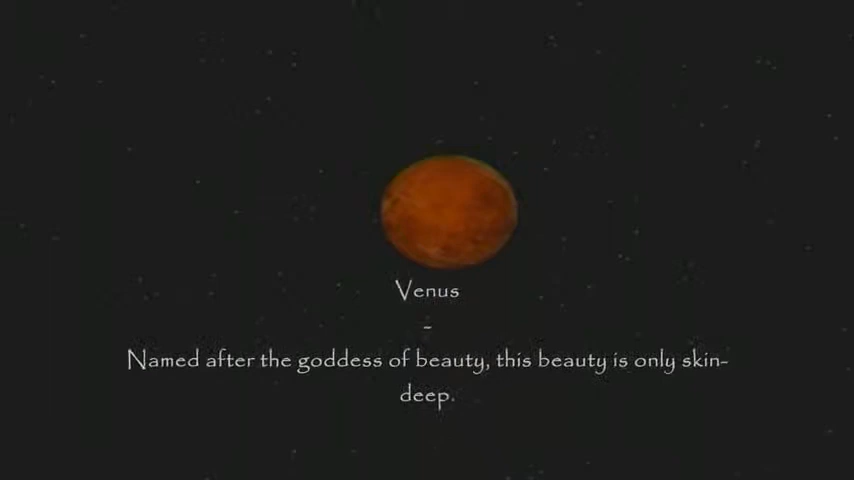 Venus
-
Named after the goddess of beauty, this beauty is only skin-
deep.